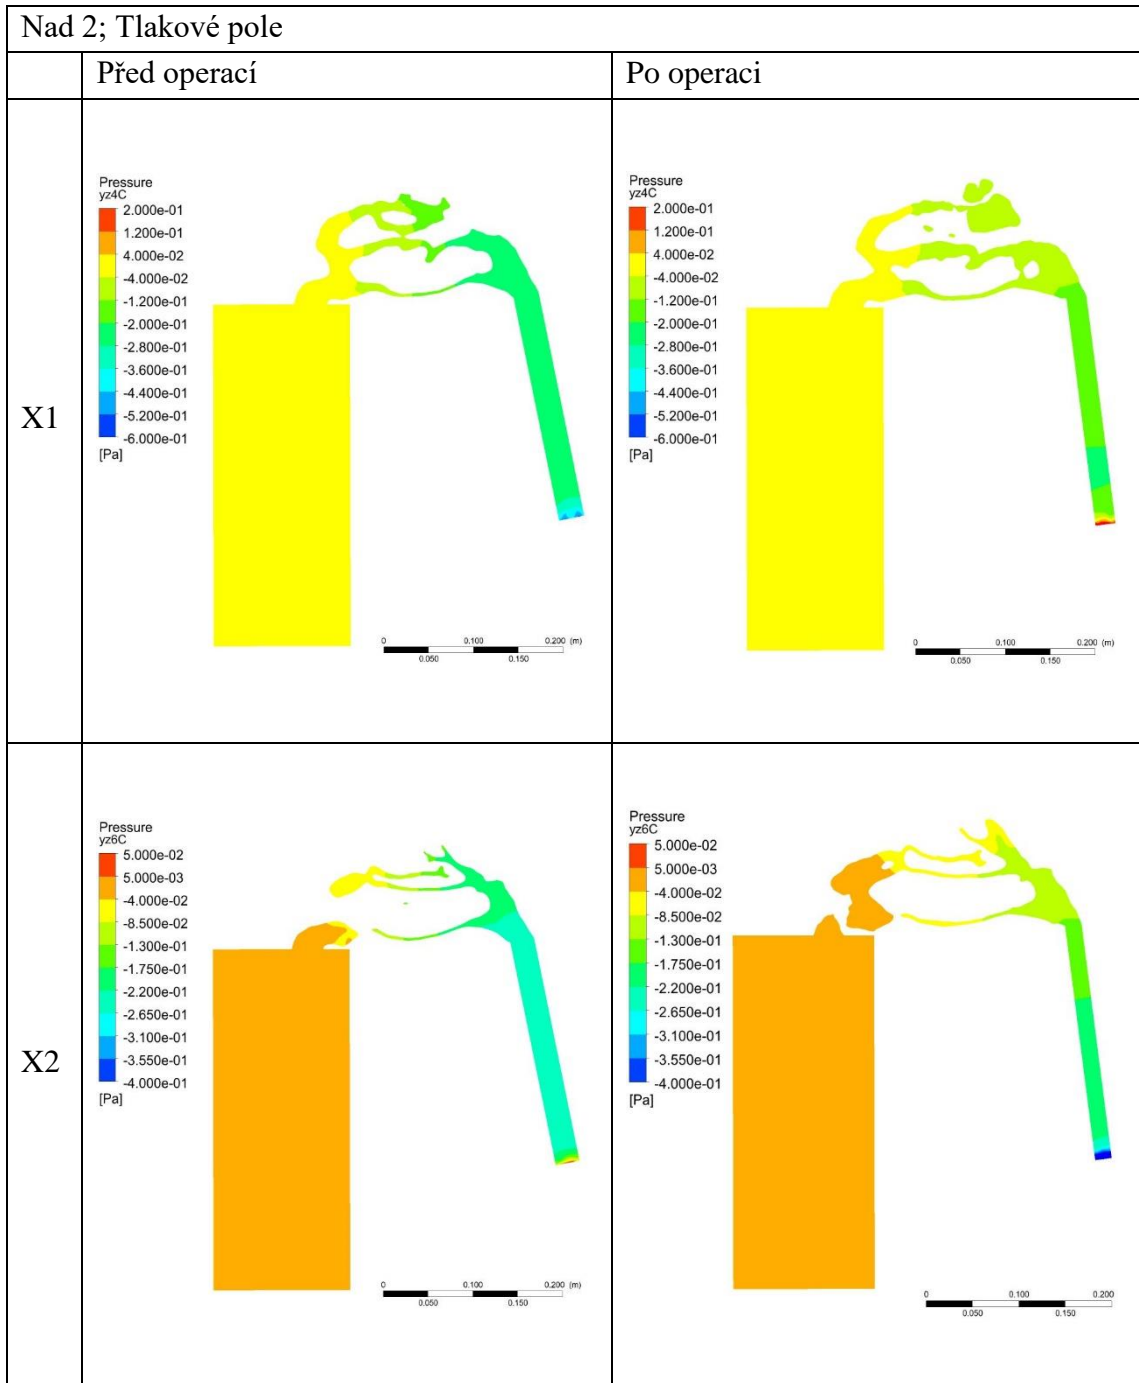 Nad 2; Tlakové pole
Před operací
Po operaci
X1
Pressure
yz4C
2.000e-01
1.200e-01
4.000e-02
-4.000e-02
-1.200e-01
-2.000e-01
-2.800e-01
-3.600e-01
-4.400e-01
-5.200e-01
-6.000e-01
[Pa]
0 0.100 0.200 (m)
0.050 0.150
Pressure
yz4C
2.000e-01
1.200e-01
4.000e-02
-4.000e-02
-1.200e-01
-2.000e-01
-2.800e-01
-3.600e-01
-4.400e-01
-5.200e-01
-6.000e-01
[Pa]
0 0.100 0.200 (m)
0.050 0.150
X2
Pressure
yz6C
5.000e-02
5.000e-03
-4.000e-02
-8.500e-02
-1.300e-01
-1.750e-01
-2.200e-01
-2.650e-01
-3.100e-01
-3.550e-01
-4.000e-01
[Pa]
0 0.100 0.200 (m)
0.050 0.150
Pressure
yz6C
5.000e-02
5.000e-03
-4.000e-02
-8.500e-02
-1.300e-01
-1.750e-01
-2.200e-01
-2.650e-01
-3.100e-01
-3.550e-01
-4.000e-01
[Pa]
0 0.100 0.200
0.050 0.150